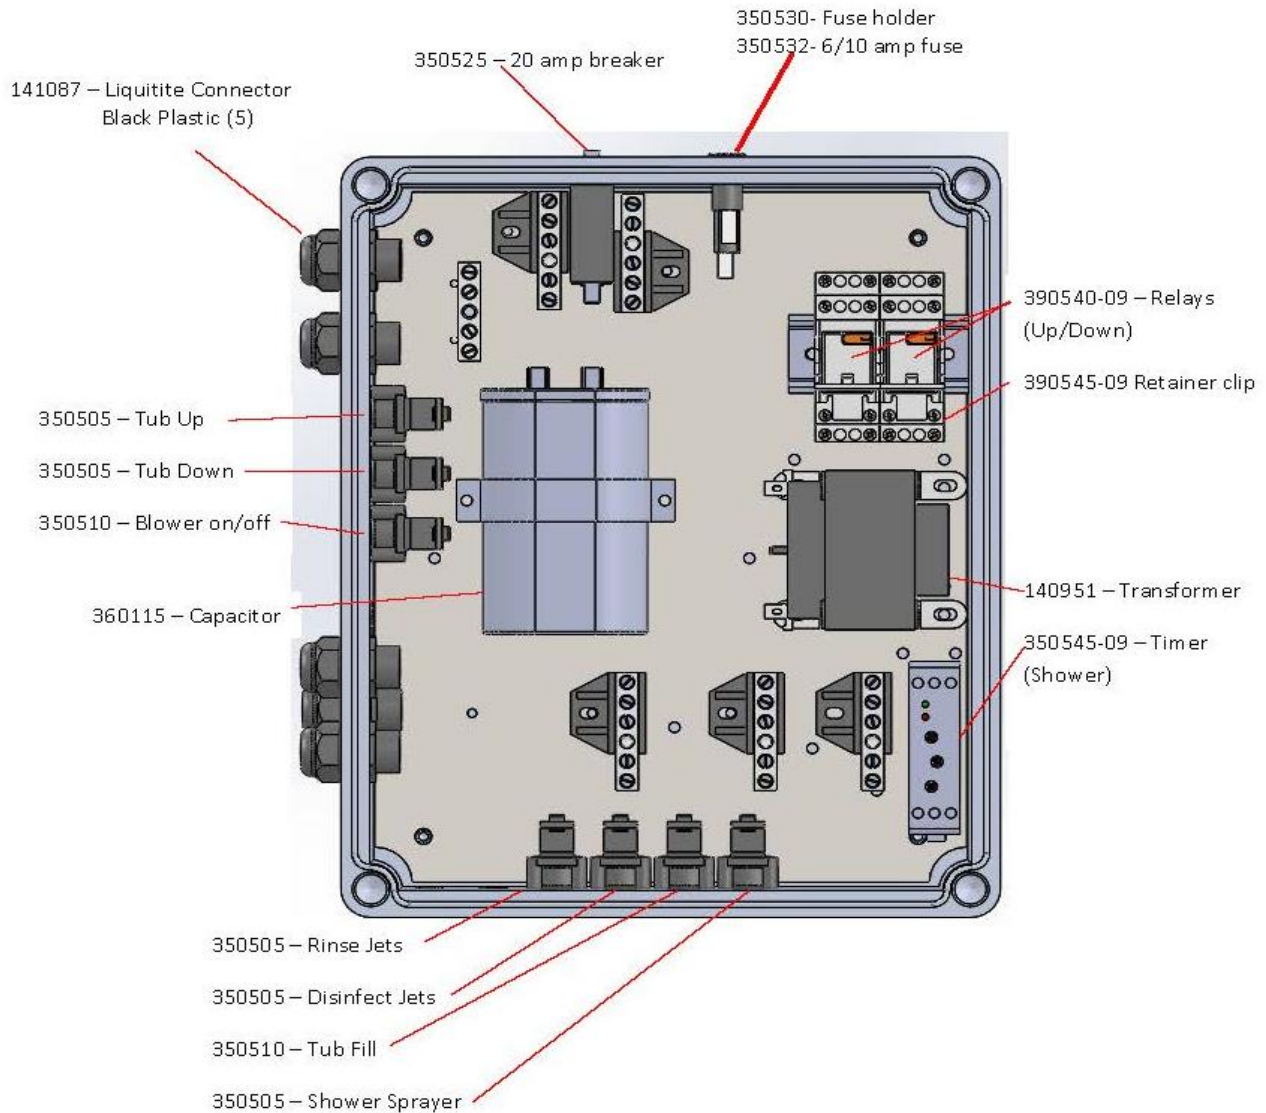 350530- Fuse holder
350532- 6/10 amp fuse
350525 – 20 amp breaker
141087 – Liquitite Connector
Black Plastic (5)
390540-09 – Relays
(Up/Down)
390545-09 Retainer clip
350505 – Tub Up
350505 – Tub Down
350510 – Blower on/off
360115 – Capacitor
140951 – Transformer
350545-09 – Timer
(Shower)
350505 – Rinse Jets
350505 – Disinfect Jets
350510 – Tub Fill
350505 – Shower Sprayer